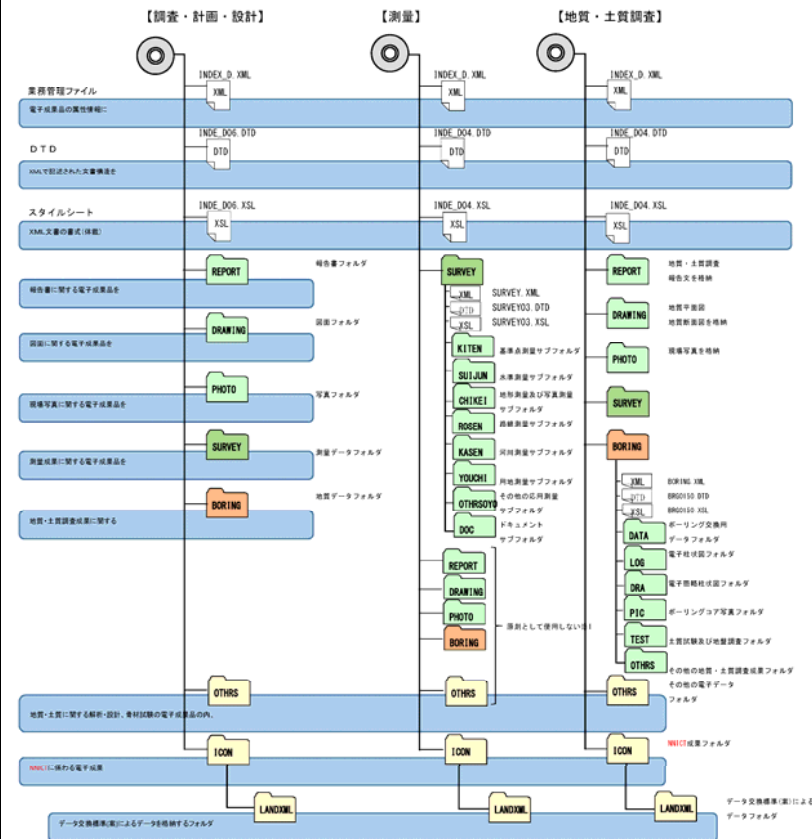 【調査・計画・設計】 【測量】 【地質・土質調査】
INDEX_D.XML INDEX_D.XML INDEX_D.XML
業務管理ファイル
XML XML XML
電子成果品の属性情報に
INDE_D06.DTD INDE_D04.DTD INDE_D04.DTD
DTD
DTD DTD DTD
XMLで記述された文書構造を
INDE_D06.XSL INDE_D04.XSL INDE_D04.XSL
スタイルシート
XSL XSL XSL
XML文書の書式(体裁)
REPORT 報告書フォルダ
報告書に関する電子成果品を
DRAWING 図面フォルダ
図面に関する電子成果品を
PHOTO 写真フォルダ
現場写真に関する電子成果品を
SURVEY 測量データフォルダ
測量成果に関する電子成果品を
BORING 地質データフォルダ
地質・土質調査成果に関する
OTHRS
地質・土質に関する解析・設計、骨材試験の電子成果品の内、
ICON
NNICTに係わる電子成果
LANDXML
データ交換標準(案)によるデータを格納するフォルダ
SURVEY
XML SURVEY.XML
DTD SURVEY03.DTD
XSL SURVEY03.XSL
KITEN 基準点測量サブフォルダ
SUIJUN 水準測量サブフォルダ
CHIKEI 地形測量及び写真測量
サブフォルダ
ROSEN 路線測量サブフォルダ
KASEN 河川測量サブフォルダ
YOUCHI 用地測量サブフォルダ
OTHRSOYO その他の応用測量
サブフォルダ
DOC ドキュメント
サブフォルダ
REPORT
DRAWING
PHOTO
BORING
原則として使用しない
OTHRS
ICON
LANDXML
REPORT 地質・土質調査
報告文を格納
DRAWING 地質平面図
地質断面図を格納
PHOTO 現場写真を格納
SURVEY
BORING
XML BORING.XML
DTD BRG0150.DTD
XSL BRG0150.XSL
DATA ボーリング交換用
データフォルダ
LOG 電子柱状図フォルダ
DRA 電子簡略柱状図フォルダ
PIC ボーリングコア写真フォルダ
TEST 土質試験及び地盤調査フォルダ
OTHRS その他の地質・土質調査成果フォルダ
OTHRS その他の電子データ
フォルダ
ICON NNICT成果フォルダ
LANDXML データ交換標準(案)による
データフォルダ